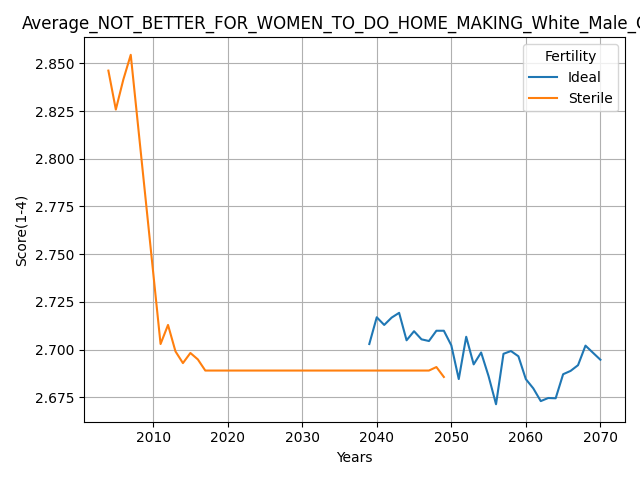 Average_NOT_BETTER_FOR_WOMEN_TO_DO_HOME_MAKING_White_Male_
Fertility
Ideal
Sterile
2.850
2.825
2.800
2.775
2.750
2.725
2.700
2.675
Score(1-4)
2010 2020 2030 2040 2050 2060 2070
Years